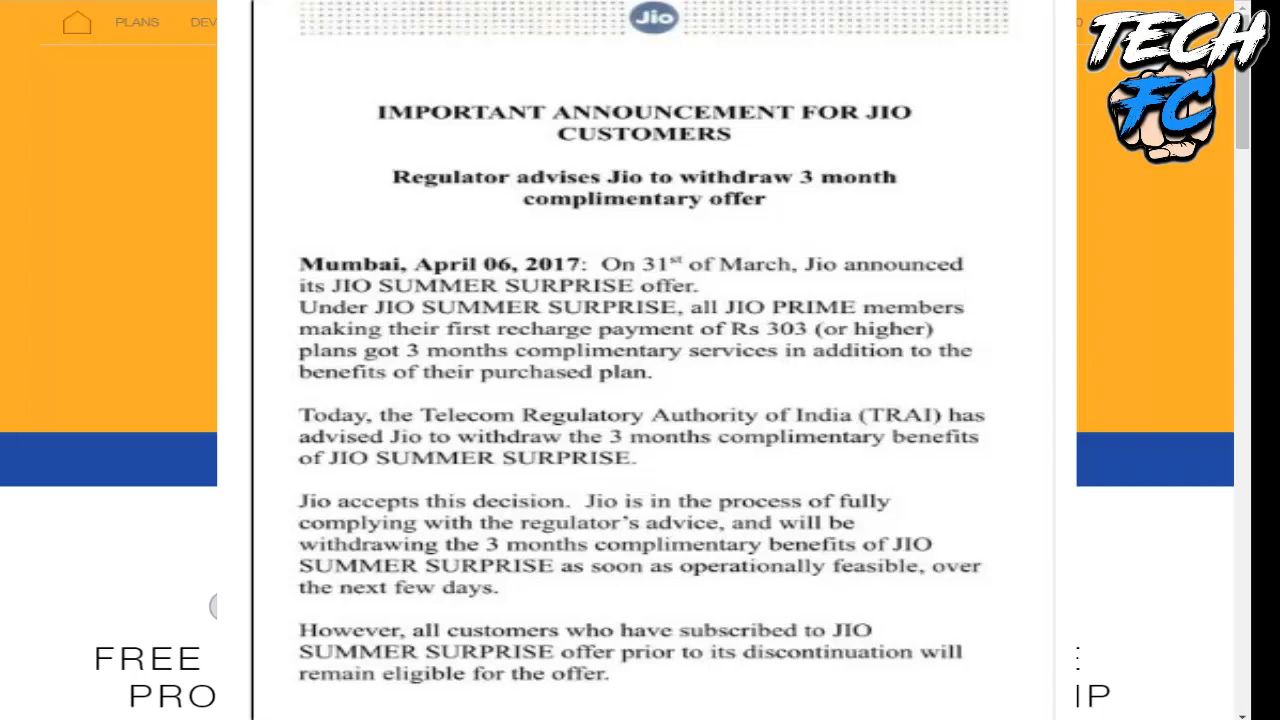 PLANS DEV
Jio
TECH
FC
IMPORTANT ANNOUNCEMENT FOR JIO
CUSTOMERS
Regulator advises Jio to withdraw 3 month
complimentary offer
Mumbai, April 06, 2017: On 31st of March, Jio announced
its JIO SUMMER SURPRISE offer.
Under JIO SUMMER SURPRISE, all JIO PRIME members
making their first recharge payment of Rs 303 (or higher)
plans got 3 months complimentary services in addition to the
benefits of their purchased plan.
Today, the Telecom Regulatory Authority of India (TRAI) has
advised Jio to withdraw the 3 months complimentary benefits
of JIO SUMMER SURPRISE.
Jio accepts this decision. Jio is in the process of fully
complying with the regulator's advice, and will be
withdrawing the 3 months complimentary benefits of JIO
SUMMER SURPRISE as soon as operationally feasible, over
the next few days.
However, all customers who have subscribed to JIO
SUMMER SURPRISE offer prior to its discontinuation will
remain eligible for the offer.
FREE
PRO
IP